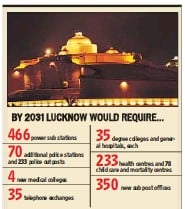 BY 2031 LUCKNOW WOULD REQUIRE...
466 power sub stations
70 additional police stations
and 233 police out posts
4 new medical colleges
35 telephone exchanges
35 degree colleges and gener-
al hospitals, each
233 health centres and 78
child care and mortality centres
350 new sub post offices